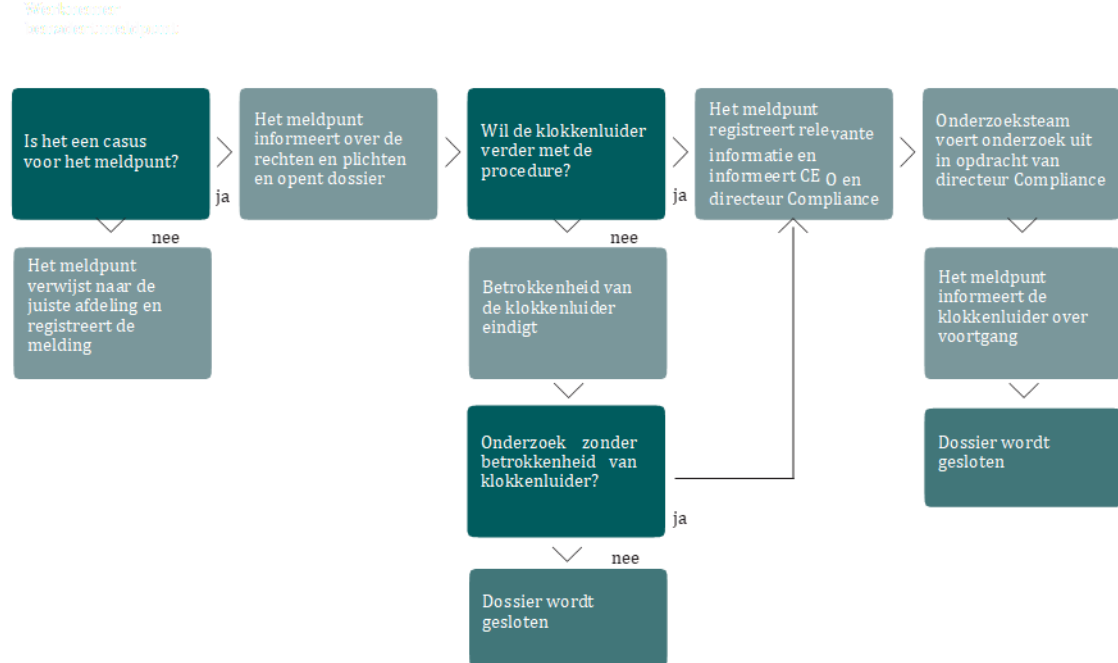 Is het een casus
voor het meldpunt?
ja
nee
Het meldpunt
verwijst naar de
juiste afdeling en
registreert de
melding
Het meldpunt
informeert over de
rechten en plichten
en opent dossier
Wil de klokkenluider
verder met de
procedure?
ja
nee
Betrokkenheid van
de klokkenluider
eindigt
Onderzoek zonder
betrokkenheid van
klokkenluider?
ja
nee
Dossier wordt
gesloten
Het meldpunt
registreert relevante
informatie en
informeert CEO en
directeur Compliance
Onderzoeksteam
voert onderzoek uit
in opdracht van
directeur Compliance
Het meldpunt
informeert de
klokkenluider over
voortgang
Dossier wordt
gesloten